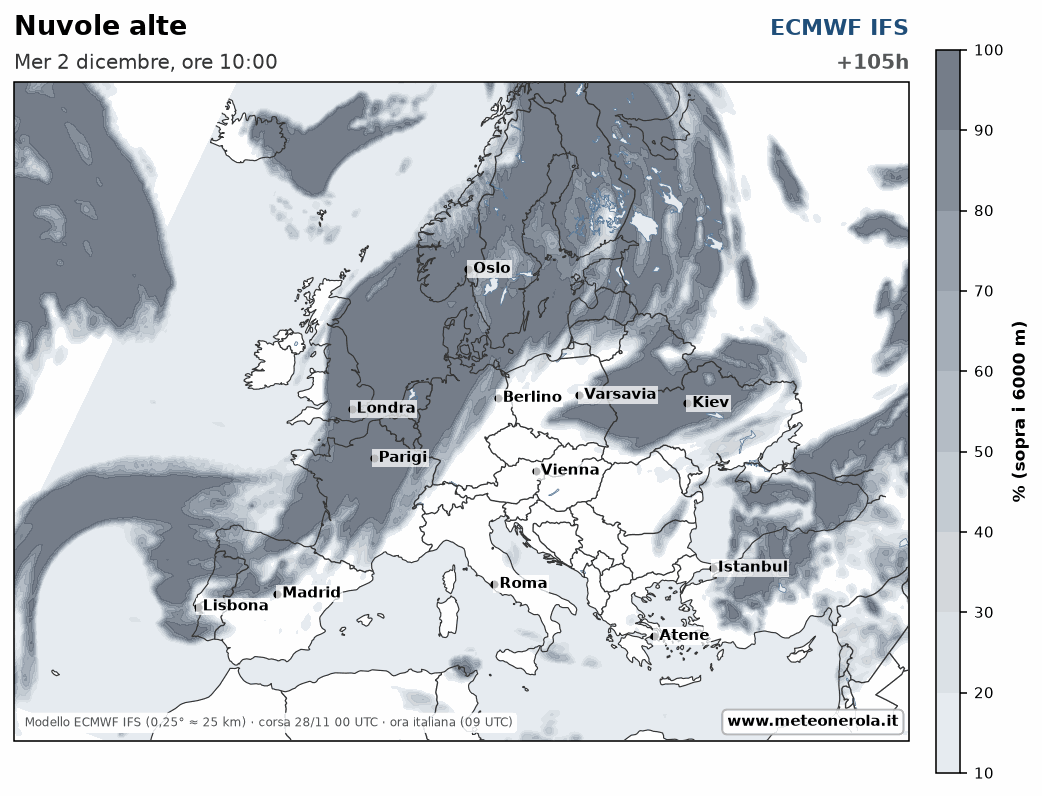 Nuvole alte
ECMWF IFS
Mer 2 dicembre, ore 10:00
+105h
Oslo
Londra
Berlino
Varsavia
Kiev
Parigi
Vienna
Istanbul
Roma
Madrid
Lisbona
Atene
Modello ECMWF IFS (0,25° ≈ 25 km) · corsa 28/11 00 UTC · ora italiana (09 UTC)
www.meteonerola.it
100
90
80
70
60
50
40
30
20
10
% (sopra i 6000 m)